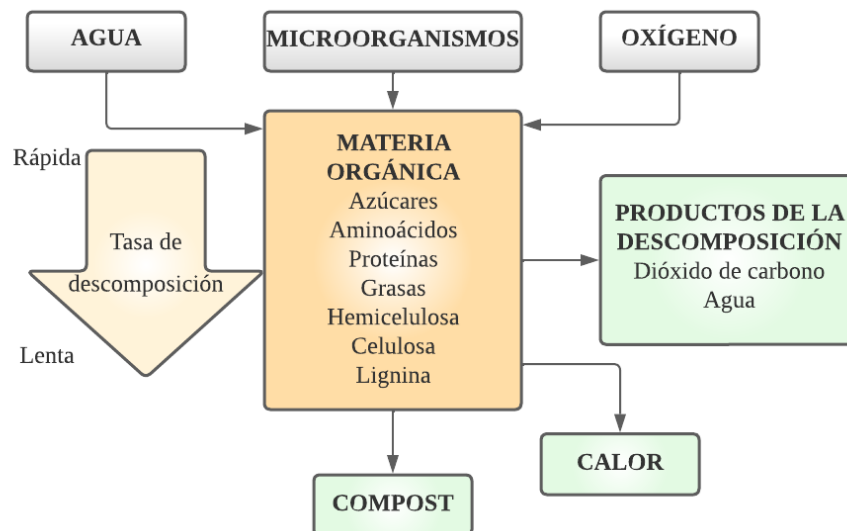 AGUA
MICROORGANISMOS
OXÍGENO
MATERIA
ORGÁNICA
Azúcares
Aminoácidos
Proteínas
Grasas
Hemicelulosa
Celulosa
Lignina
Rápida
Tasa de
descomposición
Lenta
PRODUCTOS DE LA
DESCOMPOSICIÓN
Dióxido de carbono
Agua
CALOR
COMPOST